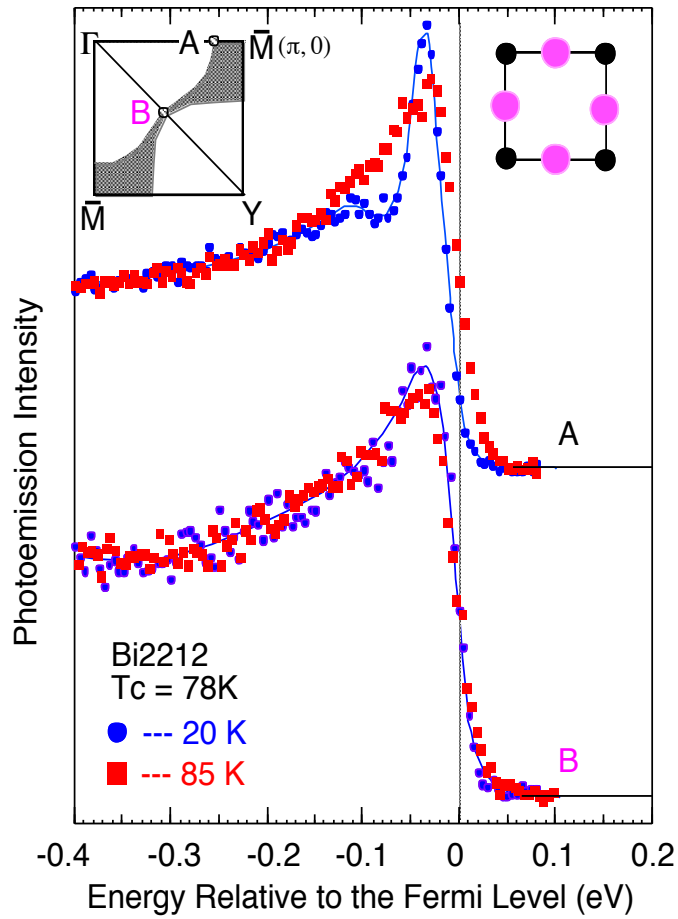 Γ A M̄ (π, 0)
B
M̄ Y
A
Bi2212
Tc = 78K
--- 20 K
--- 85 K
B
Photoemission Intensity
-0.4 -0.3 -0.2 -0.1 0 0.1 0.2
Energy Relative to the Fermi Level (eV)